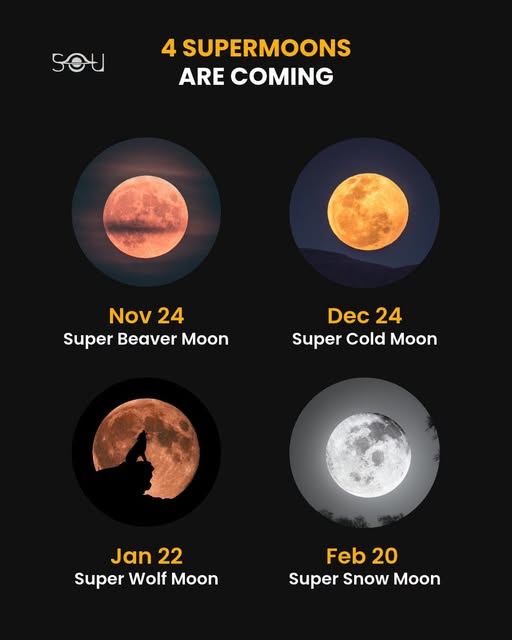 SOU
4 SUPERMOONS
ARE COMING
Nov 24
Super Beaver Moon
Dec 24
Super Cold Moon
Jan 22
Super Wolf Moon
Feb 20
Super Snow Moon